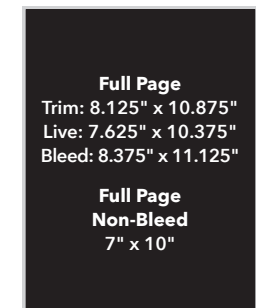 Full Page
Trim: 8.125" x 10.875"
Live: 7.625" x 10.375"
Bleed: 8.375" x 11.125"
Full Page
Non-Bleed
7" x 10"